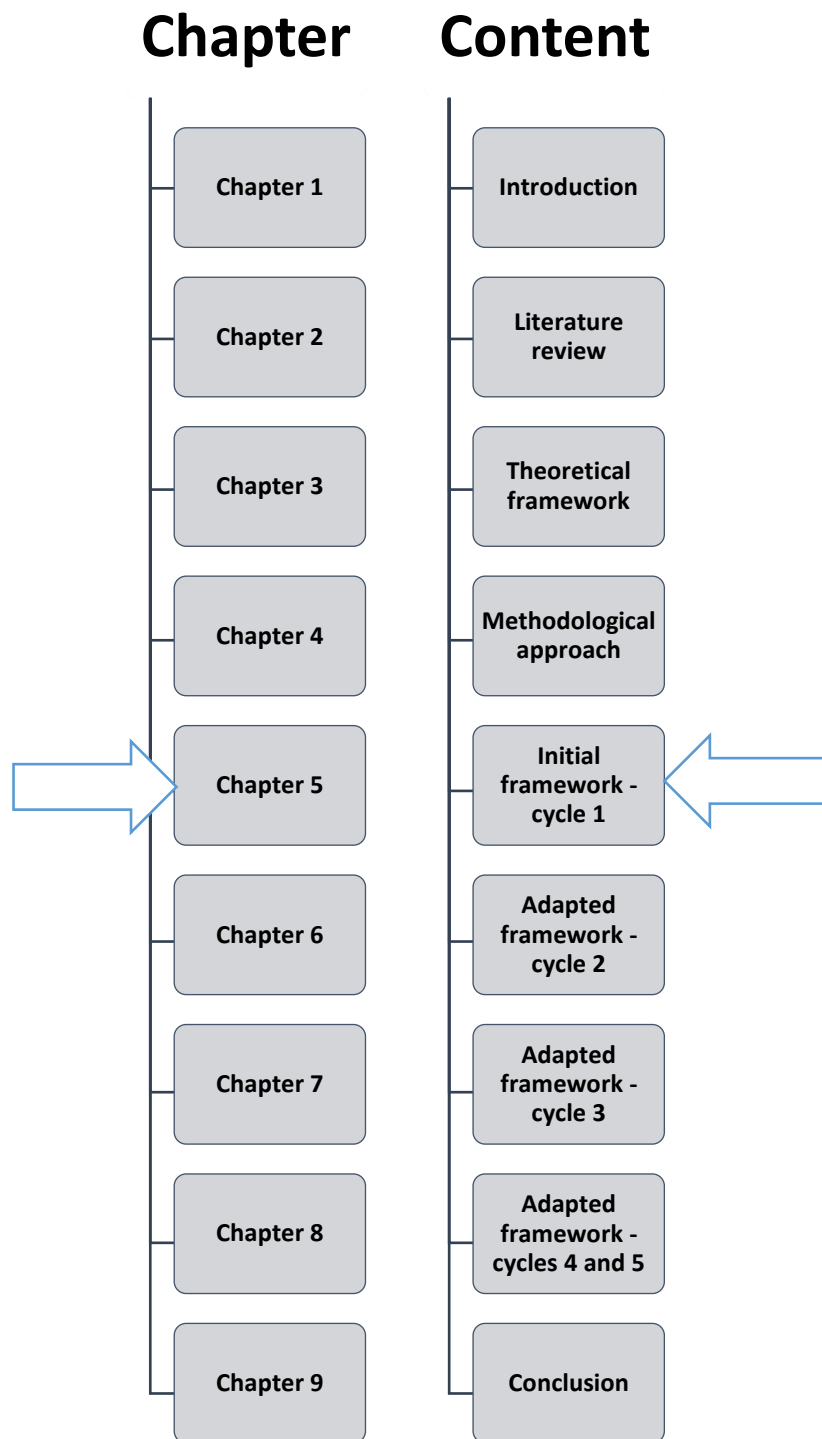 Chapter Content
Chapter 1
Introduction
Chapter 2
Literature
review
Chapter 3
Theoretical
framework
Chapter 4
Methodological
approach
Chapter 5
Initial
framework -
cycle 1
Chapter 6
Adapted
framework -
cycle 2
Chapter 7
Adapted
framework -
cycle 3
Chapter 8
Adapted
framework -
cycles 4 and 5
Chapter 9
Conclusion